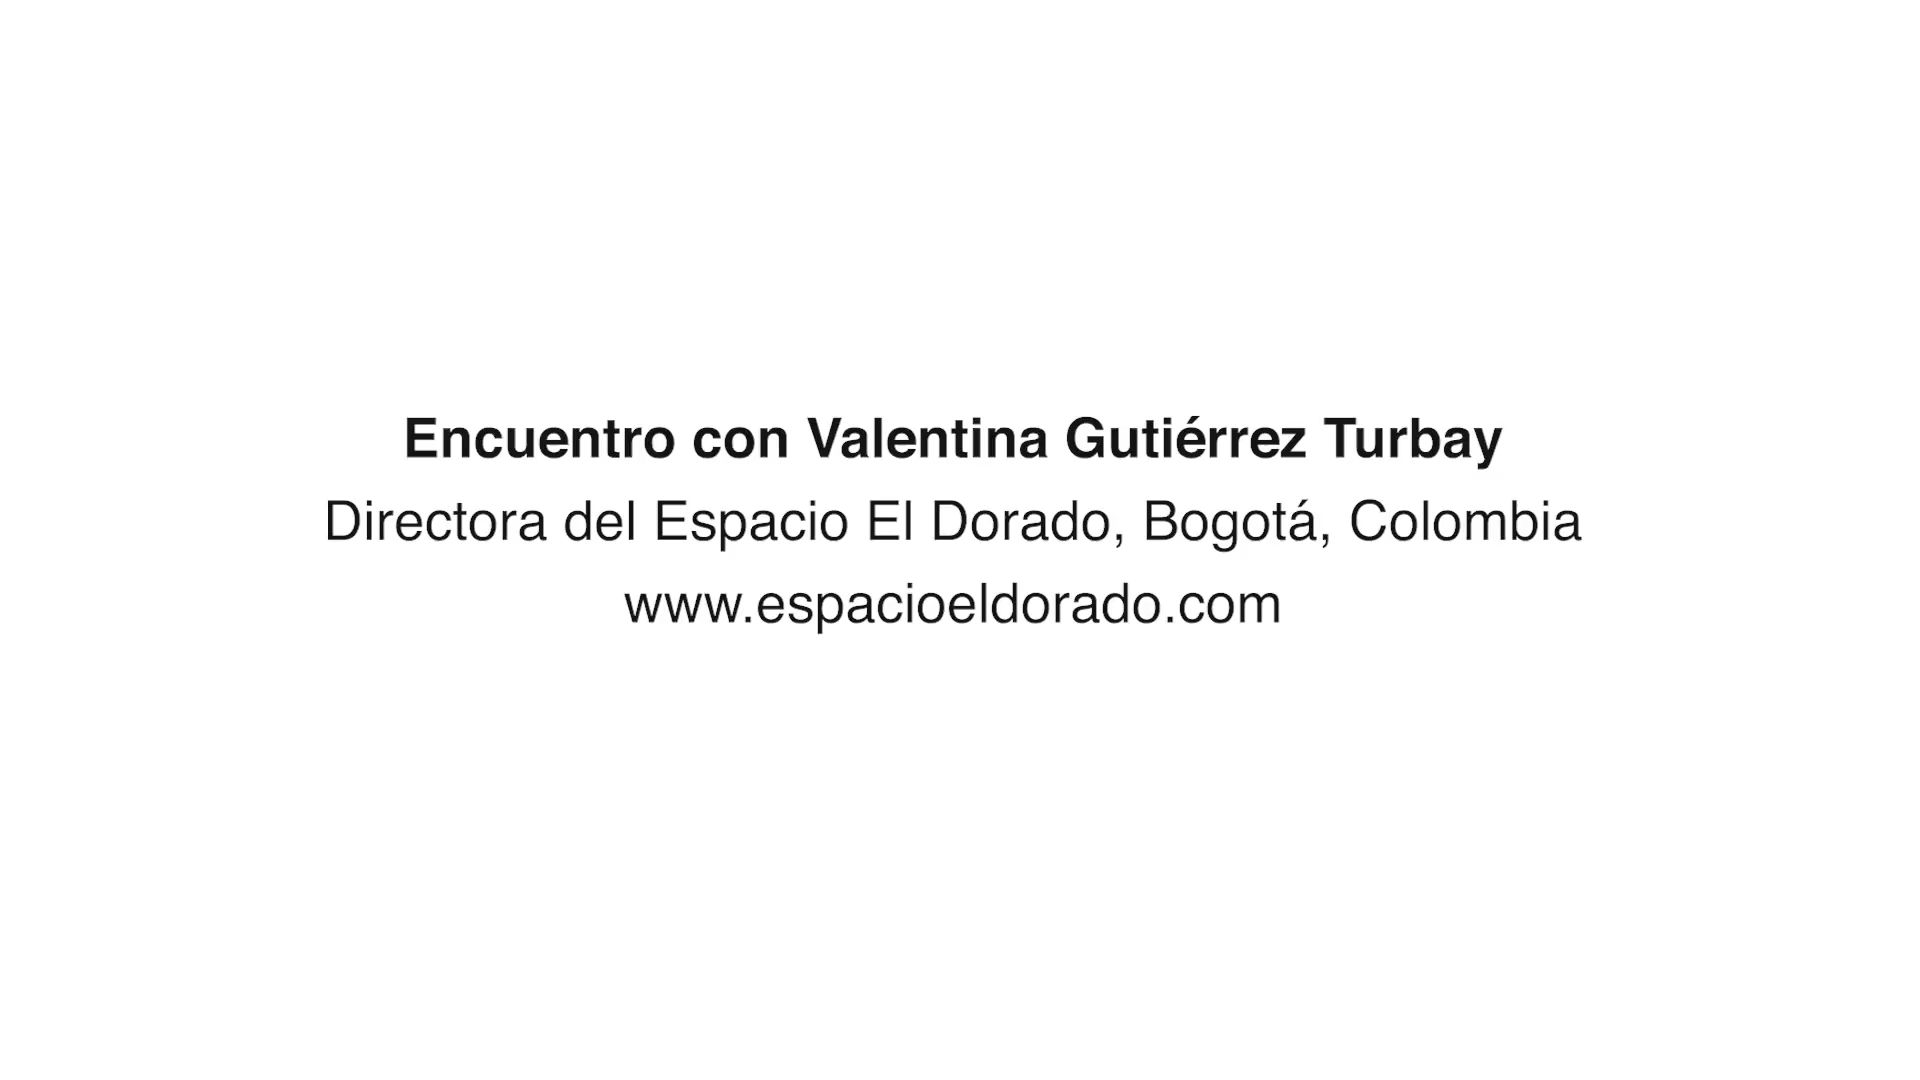 Encuentro con Valentina Gutiérrez Turbay
Directora del Espacio El Dorado, Bogotá, Colombia
www.espacioeldorado.com